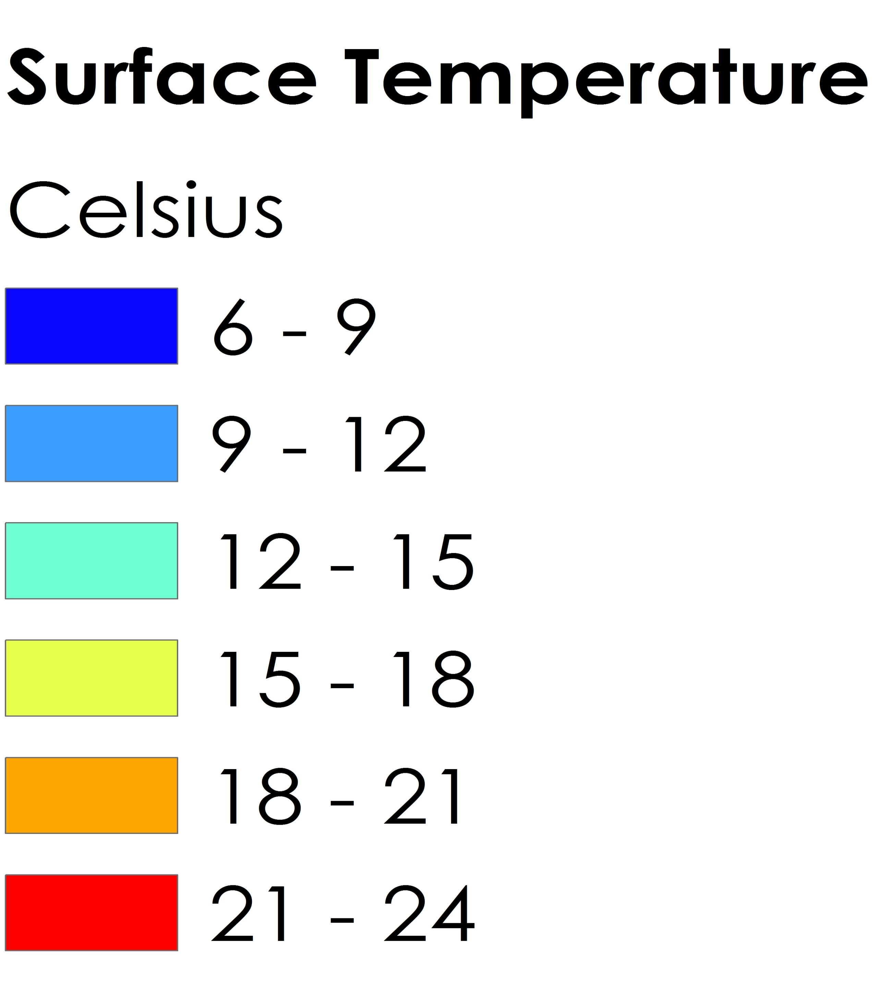 Surface Temperature
Celsius
6 - 9
9 - 12
12 - 15
15 - 18
18 - 21
21 - 24